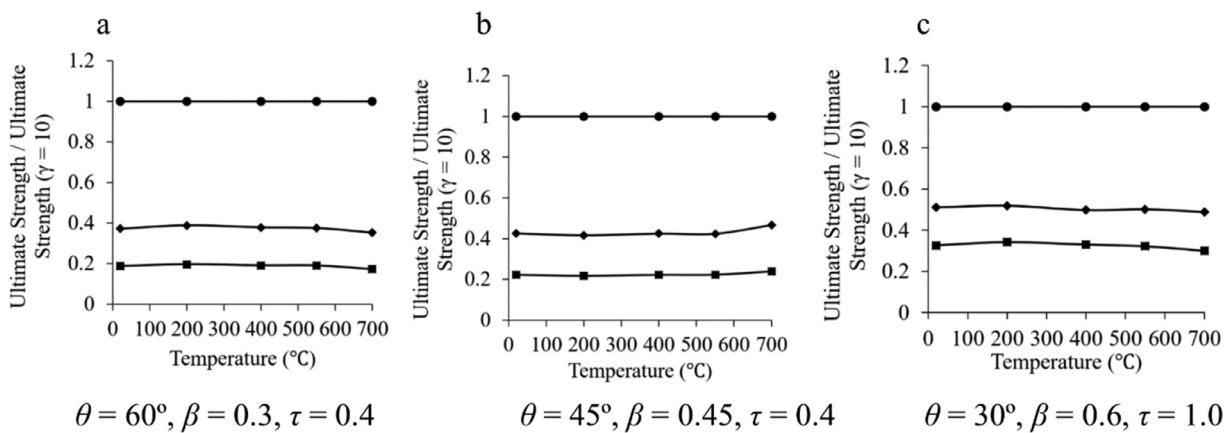 a
Ultimate Strength / Ultimate
Strength (γ = 10)
1.2
1
0.8
0.6
0.4
0.2
0
0 100 200 300 400 500 600 700
Temperature (℃)
θ = 60º, β = 0.3, τ = 0.4
b
Ultimate Strength / Ultimate
Strength (γ = 10)
1.2
1
0.8
0.6
0.4
0.2
0
0 100 200 300 400 500 600 700
Temperature (℃)
θ = 45º, β = 0.45, τ = 0.4
c
Ultimate Strength / Ultimate
Strength (γ = 10)
1.2
1
0.8
0.6
0.4
0.2
0
0 100 200 300 400 500 600 700
Temperature (℃)
θ = 30º, β = 0.6, τ = 1.0